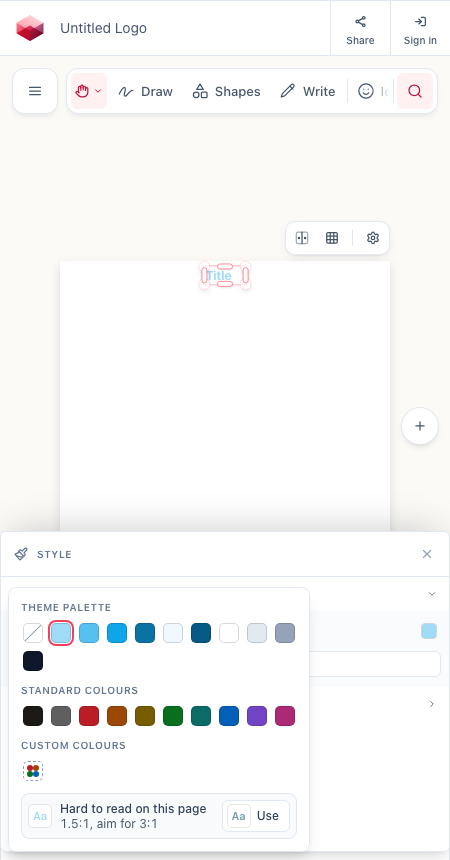 Untitled Logo
Share
Sign in
Draw
Shapes
Write
Title
STYLE
THEME PALETTE
STANDARD COLOURS
CUSTOM COLOURS
Aa
Hard to read on this page
1.5:1, aim for 3:1
Aa
Use